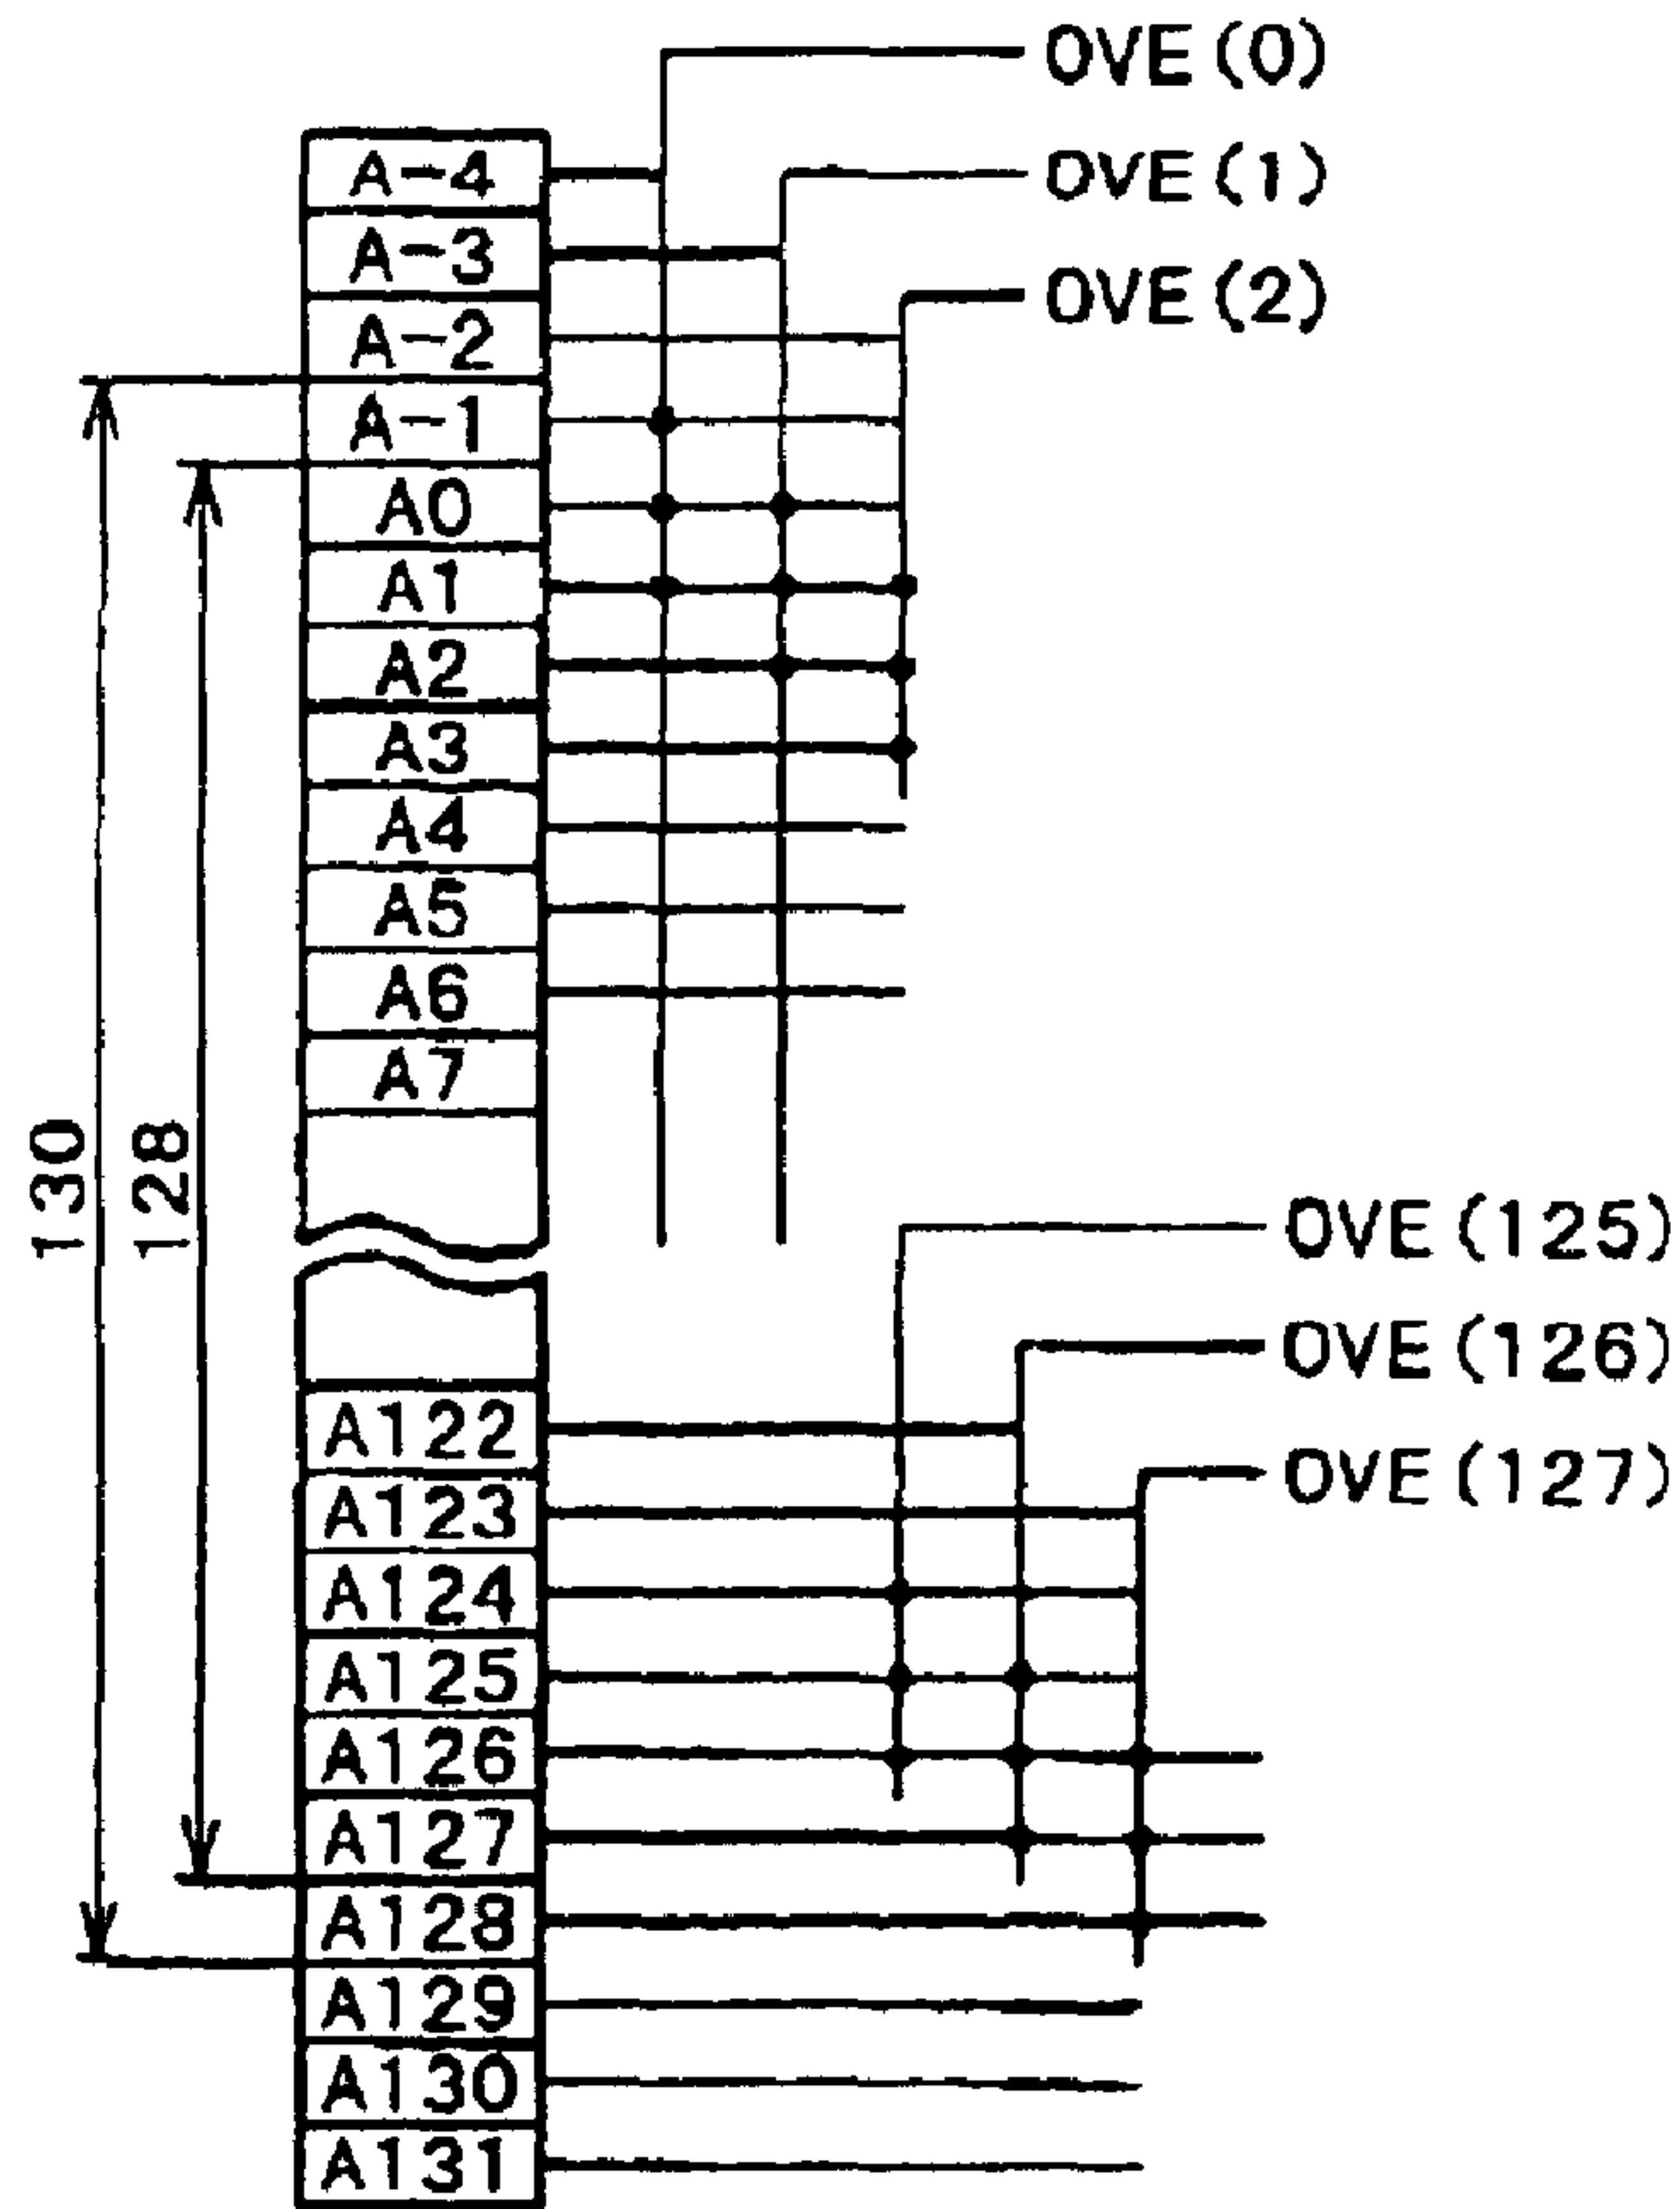 OVE(0)
OVE(1)
OVE(2)
A-4
A-3
A-2
A-1
A0
A1
A2
A3
A4
A5
A6
A7
130
128
OVE(125)
OVE(126)
OVE(127)
A122
A123
A124
A125
A126
A127
A128
A129
A130
A131